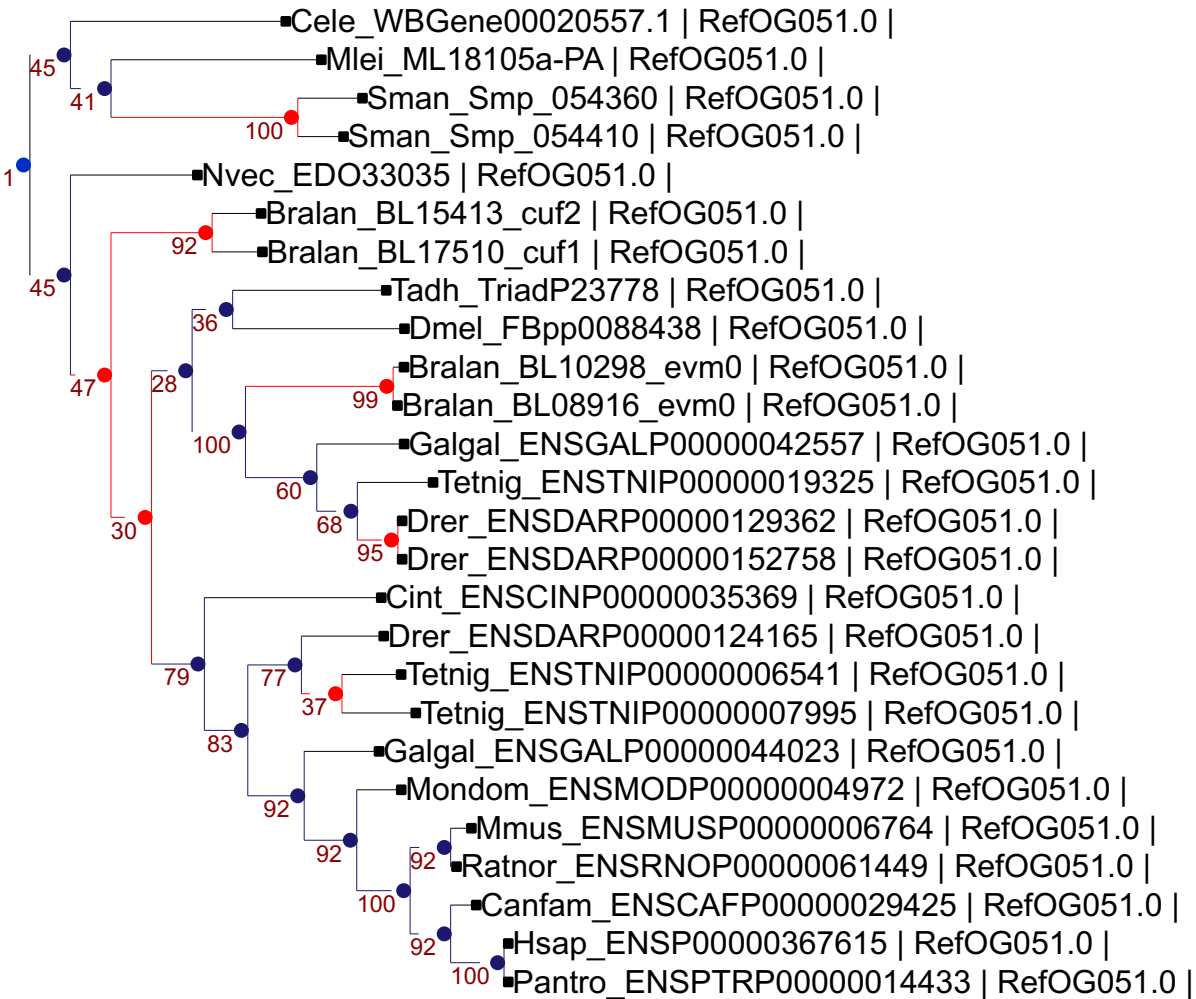 Cele_WBGene00020557.1 | RefOG051.0 |
45
Mlei_ML18105a-PA | RefOG051.0 |
41
Sman_Smp_054360 | RefOG051.0 |
100
Sman_Smp_054410 | RefOG051.0 |
1
Nvec_EDO33035 | RefOG051.0 |
Bralan_BL15413_cuf2 | RefOG051.0 |
92
Bralan_BL17510_cuf1 | RefOG051.0 |
45
Tadh_TriadP23778 | RefOG051.0 |
36
Dmel_FBpp0088438 | RefOG051.0 |
Bralan_BL10298_evm0 | RefOG051.0 |
47
28
99
Bralan_BL08916_evm0 | RefOG051.0 |
100
Galgal_ENSGALP00000042557 | RefOG051.0 |
60
Tetnig_ENSTNIP00000019325 | RefOG051.0 |
68
Drer_ENSDARP00000129362 | RefOG051.0 |
30
95
Drer_ENSDARP00000152758 | RefOG051.0 |
Cint_ENSCINP00000035369 | RefOG051.0 |
Drer_ENSDARP00000124165 | RefOG051.0 |
79
77
Tetnig_ENSTNIP00000006541 | RefOG051.0 |
37
Tetnig_ENSTNIP00000007995 | RefOG051.0 |
83
Galgal_ENSGALP00000044023 | RefOG051.0 |
92
Mondom_ENSMODP00000004972 | RefOG051.0 |
Mmus_ENSMUSP00000006764 | RefOG051.0 |
92
92
Ratnor_ENSRNOP00000061449 | RefOG051.0 |
100
Canfam_ENSCAFP00000029425 | RefOG051.0 |
92
Hsap_ENSP00000367615 | RefOG051.0 |
100
Pantro_ENSPTRP00000014433 | RefOG051.0 |